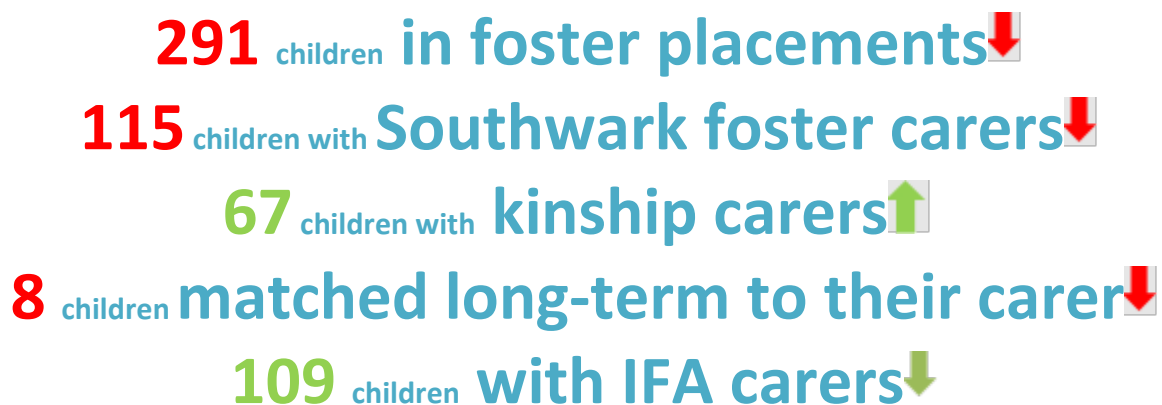 291 children in foster placements
115 children with Southwark foster carers
67 children with kinship carers
8 children matched long-term to their carer
109 children with IFA carers